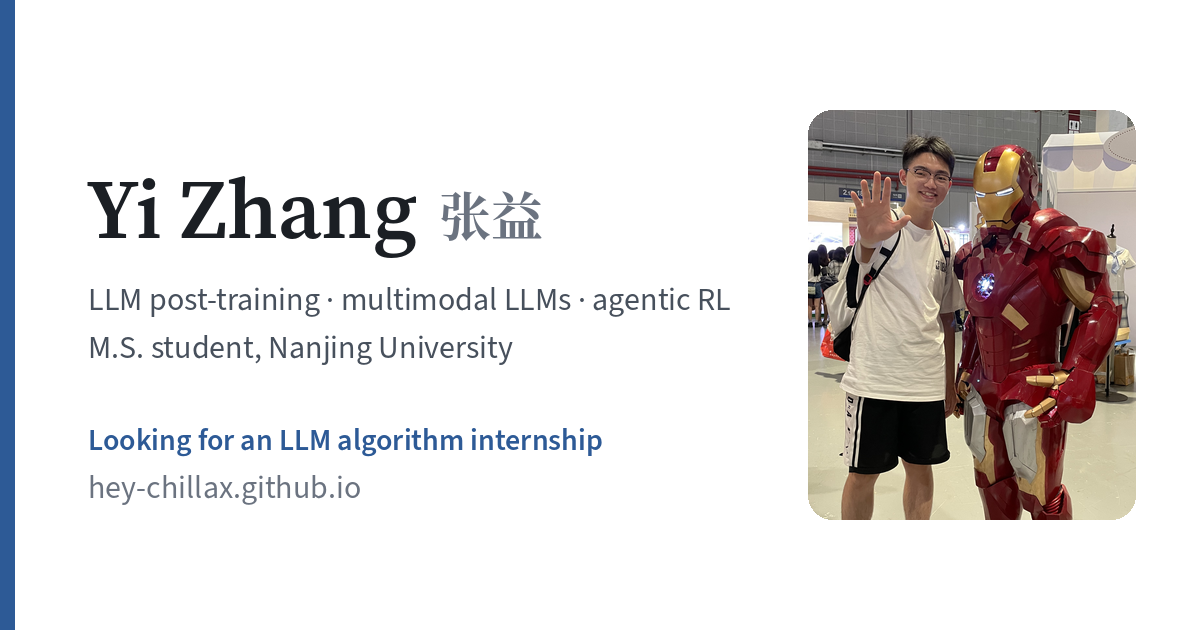 Yi Zhang 张益
LLM post-training · multimodal LLMs · agentic RL
M.S. student, Nanjing University
Looking for an LLM algorithm internship
hey-chillax.github.io